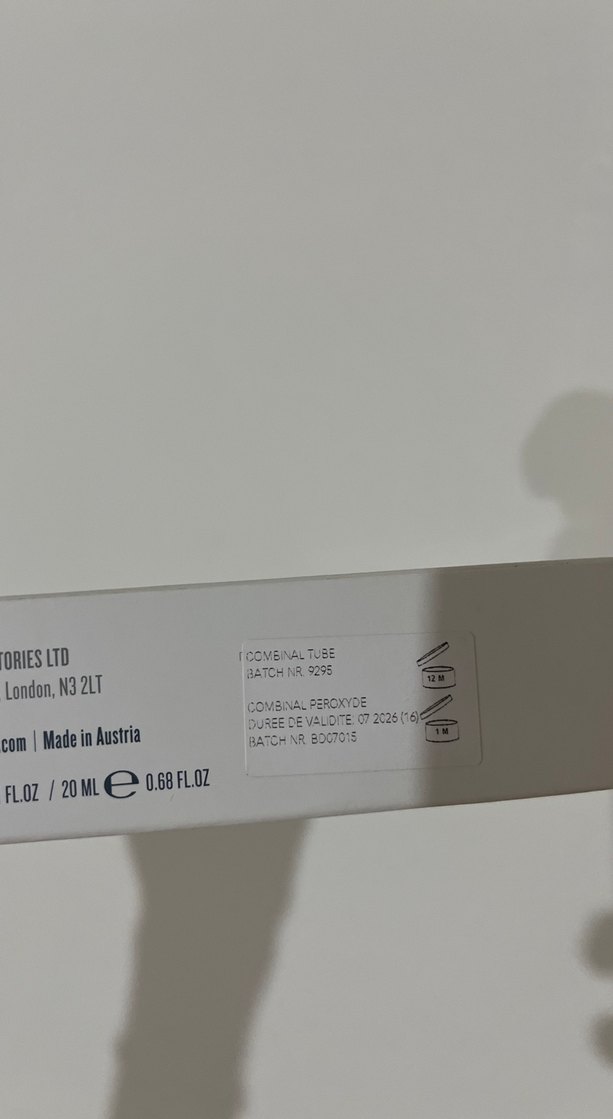 TORIES LTD
London, N3 2LT
.com | Made in Austria
FL.OZ / 20 ML e 0.68 FL.OZ
COMBINAL TUBE
BATCH NR. 9295
12 M
COMBINAL PEROXYDE
DUREE DE VALIDITE: 07 2026 (16)
BATCH NR. BD07015
1 M